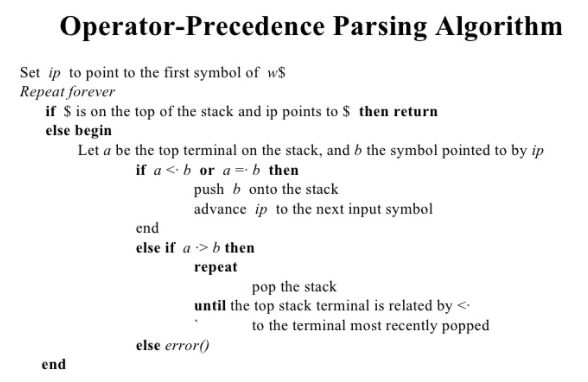 Operator-Precedence Parsing Algorithm
Set ip to point to the first symbol of w$
Repeat forever
if $ is on the top of the stack and ip points to $ then return
else begin
Let a be the top terminal on the stack, and b the symbol pointed to by ip
if a <· b or a =· b then
push b onto the stack
advance ip to the next input symbol
end
else if a ·> b then
repeat
pop the stack
until the top stack terminal is related by <·
` to the terminal most recently popped
else error()
end